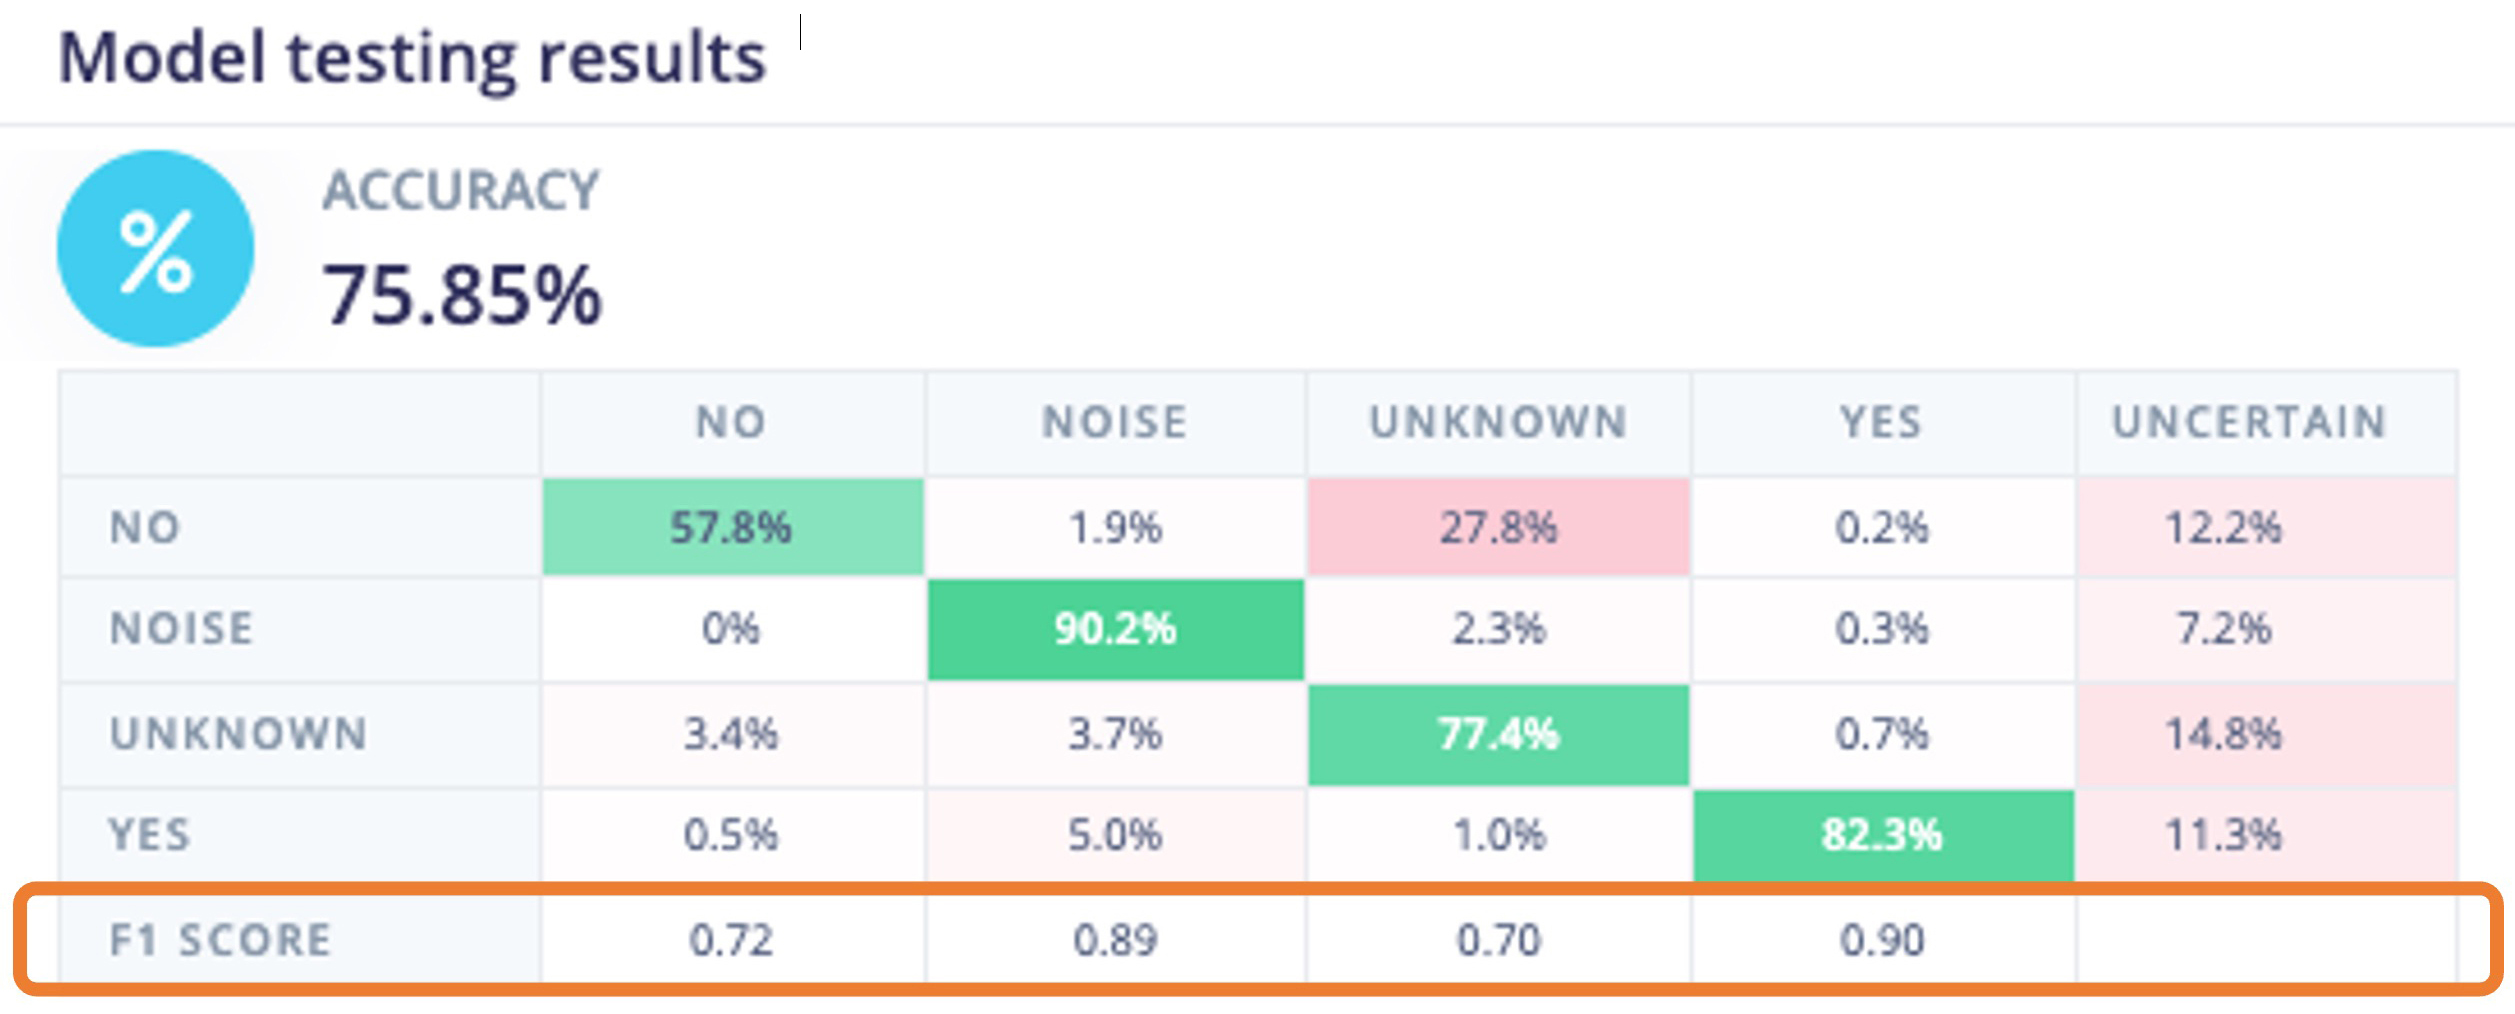 Model testing results
%
ACCURACY
75.85%
NO NOISE UNKNOWN YES UNCERTAIN
NO 57.8% 1.9% 27.8% 0.2% 12.2%
NOISE 0% 90.2% 2.3% 0.3% 7.2%
UNKNOWN 3.4% 3.7% 77.4% 0.7% 14.8%
YES 0.5% 5.0% 1.0% 82.3% 11.3%
F1 SCORE 0.72 0.89 0.70 0.90